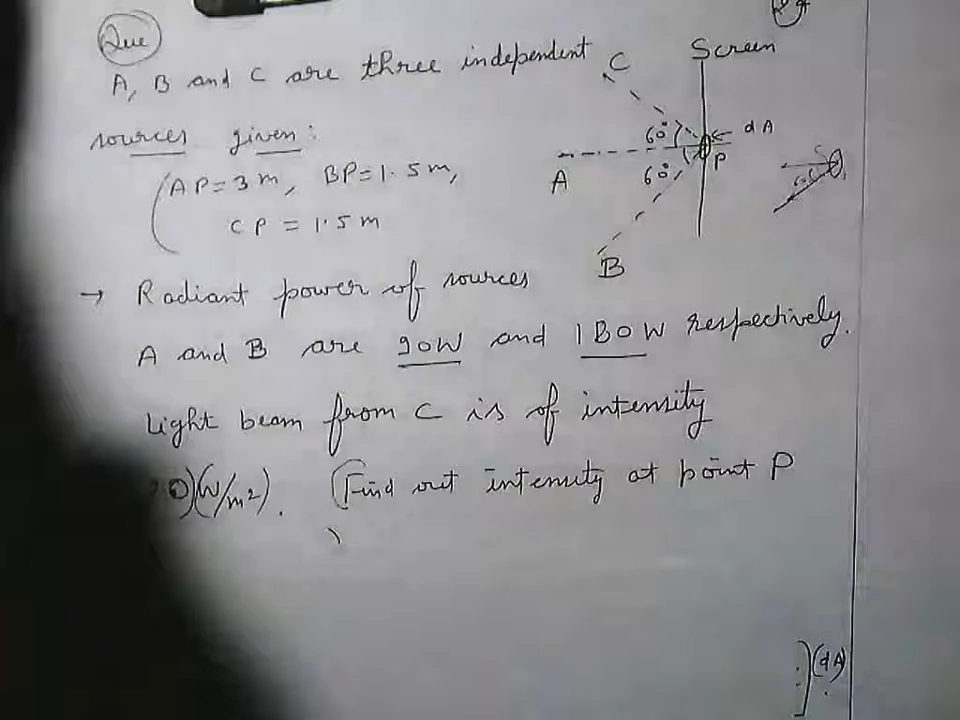 Que
A, B and C are three independent
sources given:
AP = 3 m, BP = 1.5 m,
CP = 1.5 m
C
Screen
60°
dA
A
60°
P
B
→ Radiant power of sources
A and B are 90W and 180W respectively.
Light beam from C is of intensity
(W/m2). (Find out intensity at point P
)
](dA)